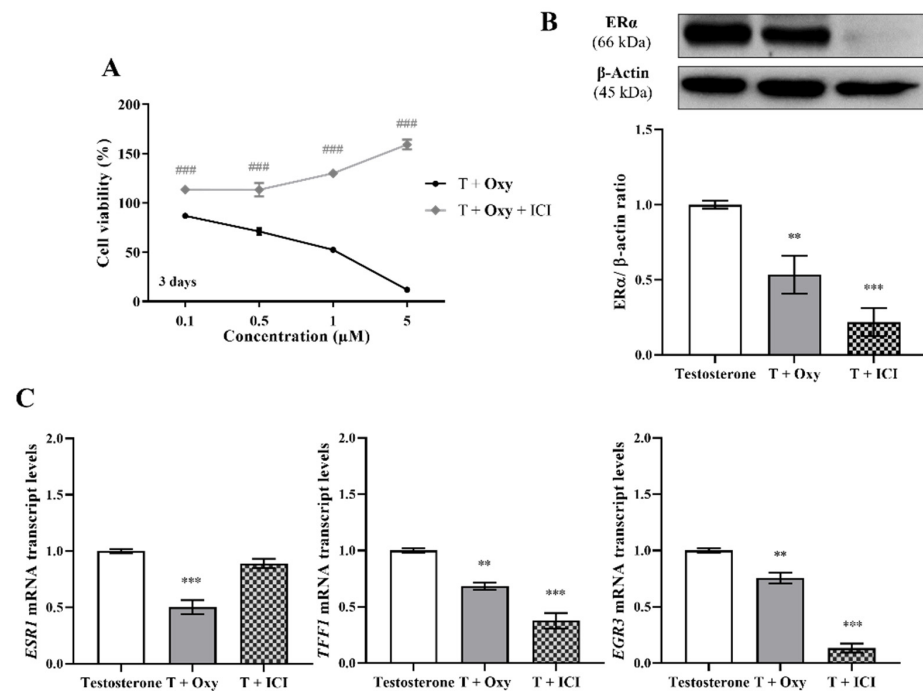 A
Cell viability (%)
200
150
100
50
0
###
###
###
###
3 days
0.1
0.5
1
5
Concentration (µM)
T + Oxy
T + Oxy + ICI
B
ERα
(66 kDa)
β-Actin
(45 kDa)
ERα/ β-actin ratio
1.0
0.5
0.0
**
***
Testosterone T + Oxy T + ICI
C
ESR1 mRNA transcript levels
2.0
1.5
1.0
0.5
0.0
***
Testosterone T + Oxy T + ICI
TFF1 mRNA transcript levels
2.0
1.5
1.0
0.5
0.0
**
***
Testosterone T + Oxy T + ICI
EGR3 mRNA transcript levels
2.0
1.5
1.0
0.5
0.0
**
***
Testosterone T + Oxy T + ICI